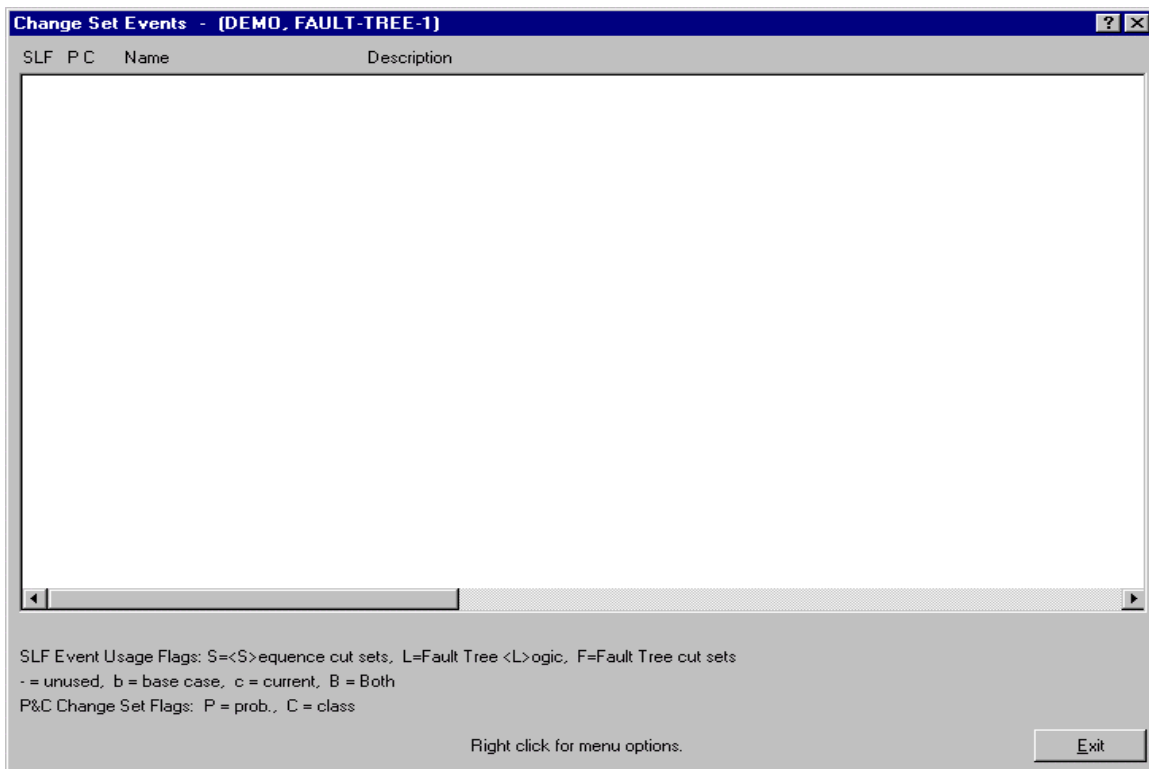 Change Set Events - (DEMO, FAULT-TREE-1)
SLF P C Name Description
SLF Event Usage Flags: S=<S>equence cut sets, L=Fault Tree <L>ogic, F=Fault Tree cut sets
- = unused, b = base case, c = current, B = Both
P&C Change Set Flags: P = prob., C = class
Right click for menu options.
Exit